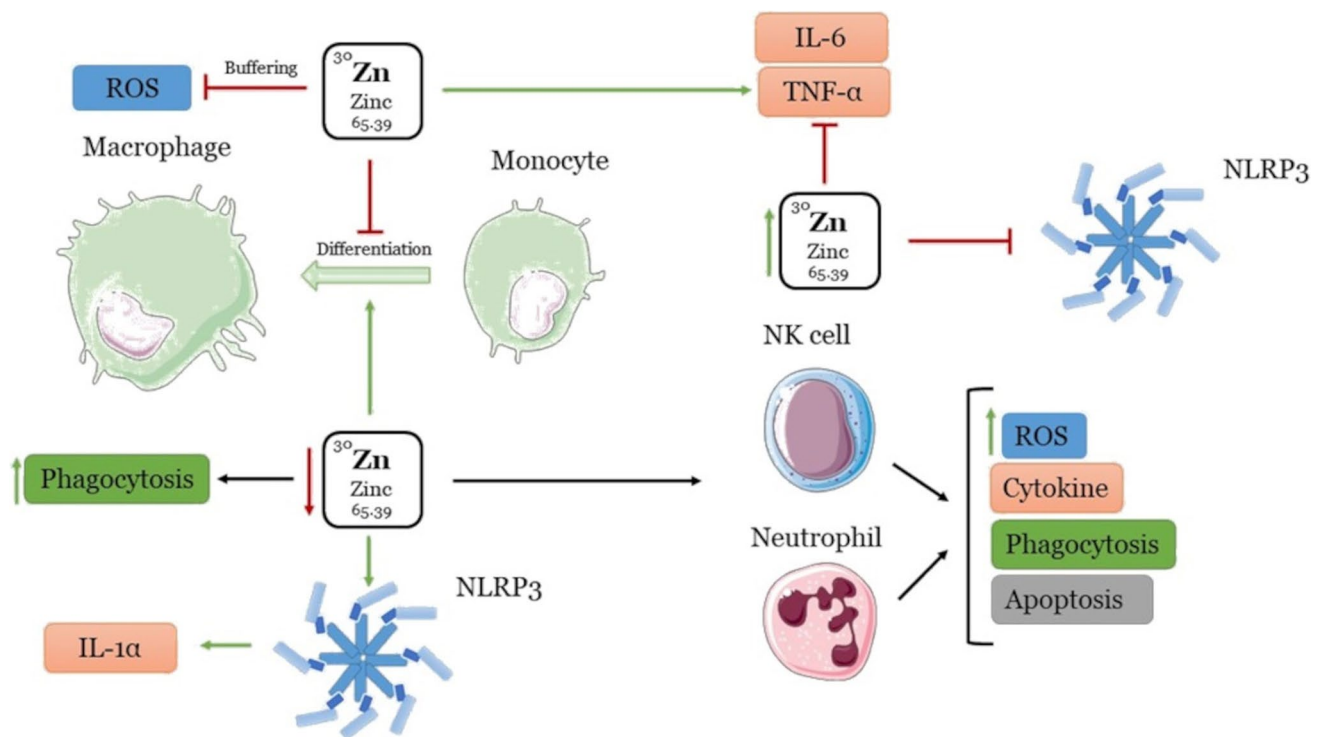 IL-6
ROS
Buffering
30
Zn
Zinc
65.39
TNF-α
Macrophage
Monocyte
NLRP3
Differentiation
30
Zn
Zinc
65.39
NK cell
Phagocytosis
30
Zn
Zinc
65.39
ROS
Cytokine
Neutrophil
Phagocytosis
Apoptosis
NLRP3
IL-1α